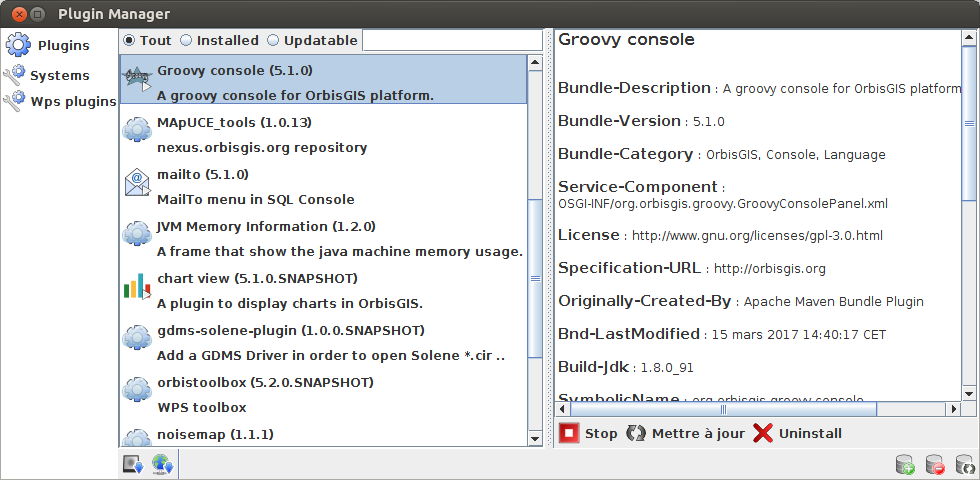 Plugin Manager
Plugins
Systems
Wps plugins
Tout Installed Updatable
Groovy console (5.1.0)
A groovy console for OrbisGIS platform.
MApUCE_tools (1.0.13)
nexus.orbisgis.org repository
mailto (5.1.0)
MailTo menu in SQL Console
JVM Memory Information (1.2.0)
A frame that show the java machine memory usage.
chart view (5.1.0.SNAPSHOT)
A plugin to display charts in OrbisGIS.
gdms-solene-plugin (1.0.0.SNAPSHOT)
Add a GDMS Driver in order to open Solene *.cir ..
orbistoolbox (5.2.0.SNAPSHOT)
WPS toolbox
noisemap (1.1.1)
Groovy console
Bundle-Description : A groovy console for OrbisGIS platform
Bundle-Version : 5.1.0
Bundle-Category : OrbisGIS, Console, Language
Service-Component :
OSGI-INF/org.orbisgis.groovy.GroovyConsolePanel.xml
License : http://www.gnu.org/licenses/gpl-3.0.html
Specification-URL : http://orbisgis.org
Originally-Created-By : Apache Maven Bundle Plugin
Bnd-LastModified : 15 mars 2017 14:40:17 CET
Build-Jdk : 1.8.0_91
SymbolicName : org.orbisgis.groovy-console
Stop Mettre à jour Uninstall